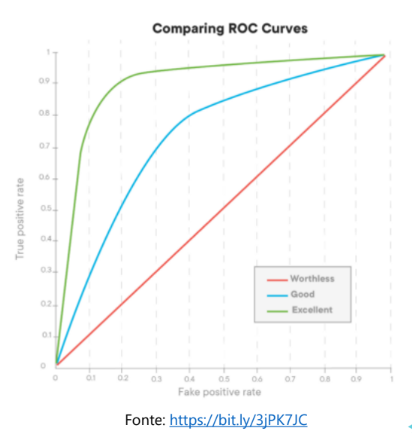 Comparing ROC Curves
1
0.9
0.8
0.7
0.6
0.5
0.4
0.3
0.2
0.1
0
True positive rate
Worthless
Good
Excellent
0 0.1 0.2 0.3 0.4 0.5 0.6 0.7 0.8 0.9 1
Fake positive rate
Fonte: https://bit.ly/3jPK7JC